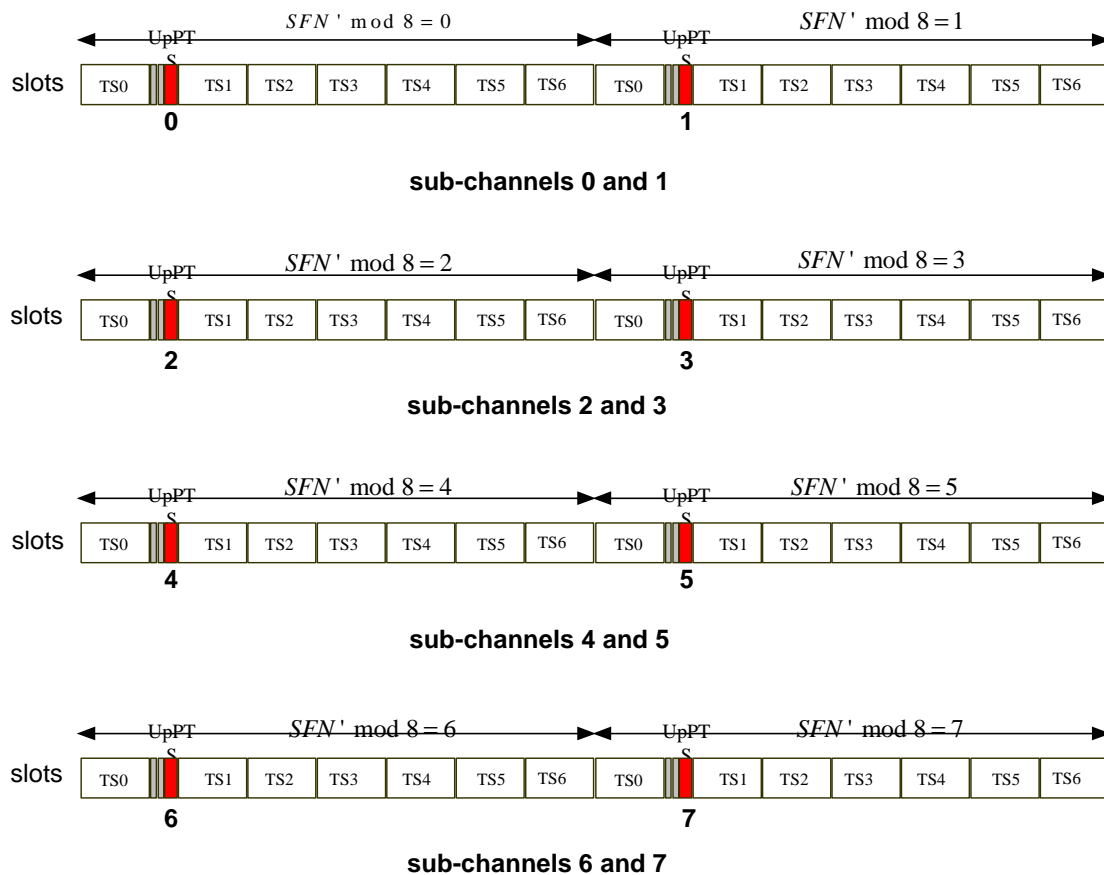 SFN ' mod 8 = 0 SFN ' mod 8 = 1
UpPT UpPT
S S
slots TS0 TS1 TS2 TS3 TS4 TS5 TS6 TS0 TS1 TS2 TS3 TS4 TS5 TS6
0 1
sub-channels 0 and 1
SFN ' mod 8 = 2 SFN ' mod 8 = 3
UpPT UpPT
S S
slots TS0 TS1 TS2 TS3 TS4 TS5 TS6 TS0 TS1 TS2 TS3 TS4 TS5 TS6
2 3
sub-channels 2 and 3
SFN ' mod 8 = 4 SFN ' mod 8 = 5
UpPT UpPT
S S
slots TS0 TS1 TS2 TS3 TS4 TS5 TS6 TS0 TS1 TS2 TS3 TS4 TS5 TS6
4 5
sub-channels 4 and 5
SFN ' mod 8 = 6 SFN ' mod 8 = 7
UpPT UpPT
S S
slots TS0 TS1 TS2 TS3 TS4 TS5 TS6 TS0 TS1 TS2 TS3 TS4 TS5 TS6
6 7
sub-channels 6 and 7